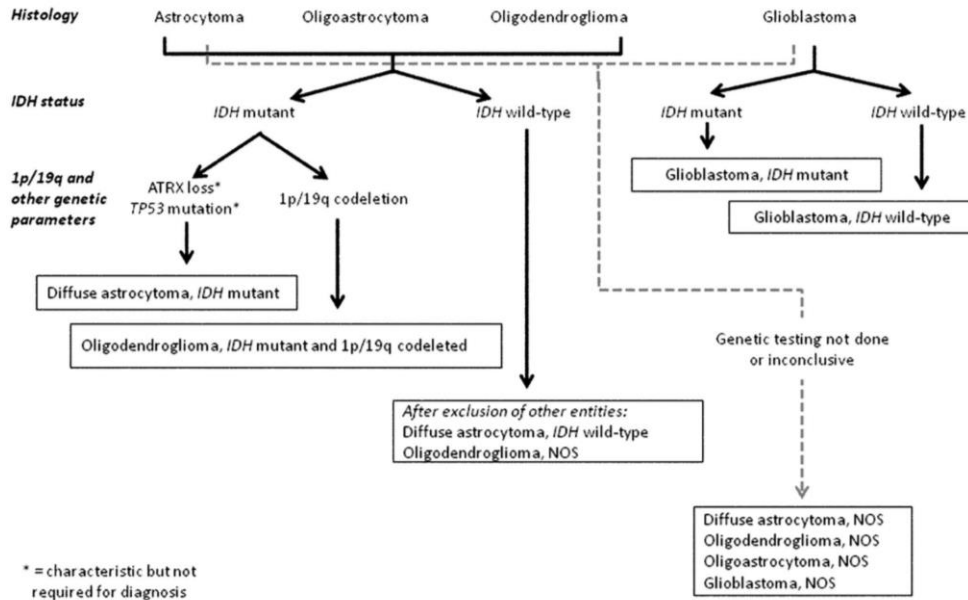 Histology
Astrocytoma
Oligoastrocytoma
Oligodendroglioma
Glioblastoma
IDH status
IDH mutant
IDH wild-type
IDH mutant
IDH wild-type
1p/19q and
other genetic
parameters
ATRX loss*
TP53 mutation*
1p/19q codeletion
Glioblastoma, IDH mutant
Glioblastoma, IDH wild-type
Diffuse astrocytoma, IDH mutant
Oligodendroglioma, IDH mutant and 1p/19q codeleted
Genetic testing not done
or inconclusive
After exclusion of other entities:
Diffuse astrocytoma, IDH wild-type
Oligodendroglioma, NOS
Diffuse astrocytoma, NOS
Oligodendroglioma, NOS
Oligoastrocytoma, NOS
Glioblastoma, NOS
* = characteristic but not
required for diagnosis